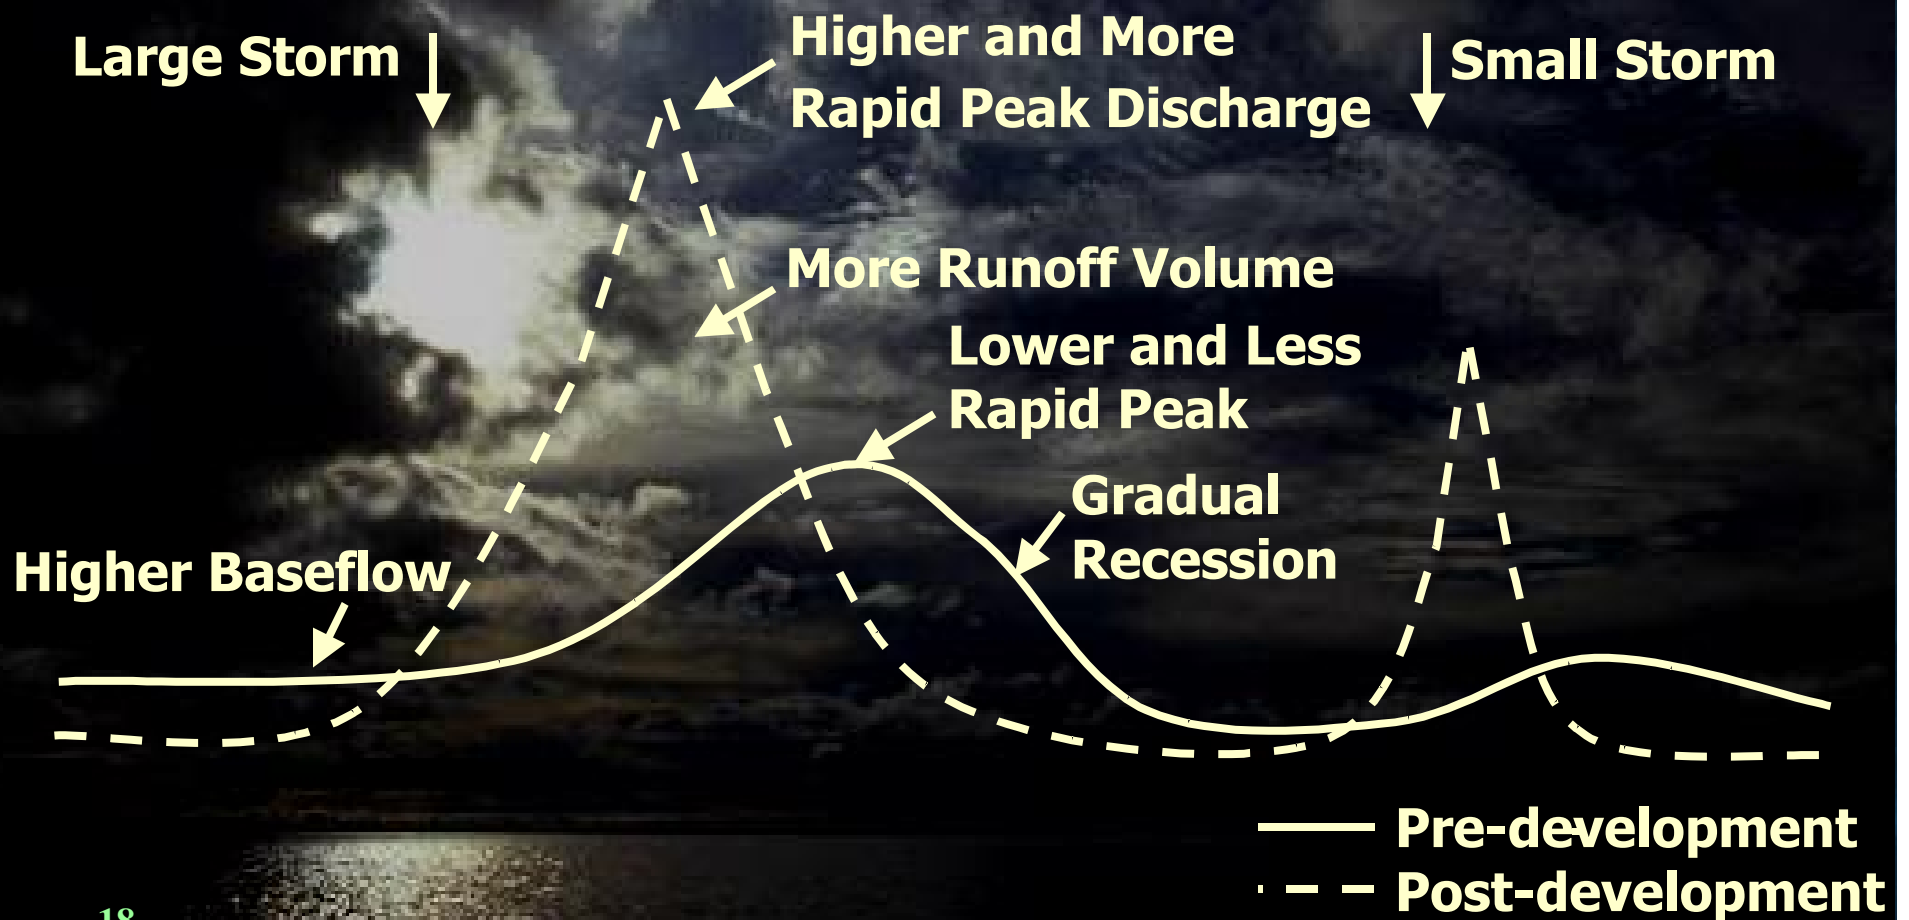 Large Storm
Higher and More
Rapid Peak Discharge
Small Storm
More Runoff Volume
Lower and Less
Rapid Peak
Gradual
Recession
Higher Baseflow
Pre-development
Post-development
18